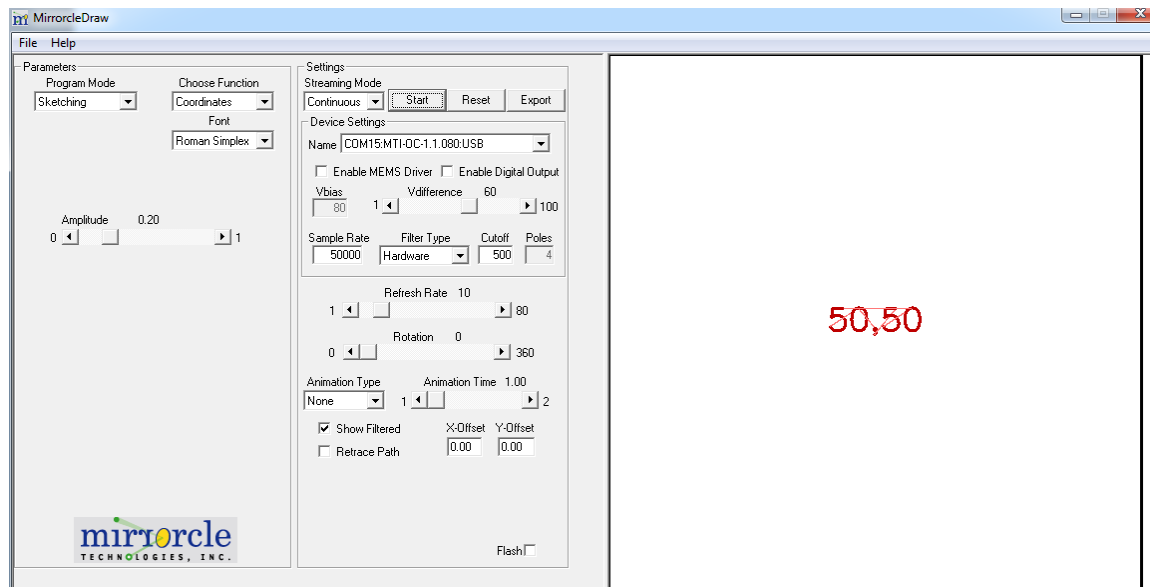 MirrorcleDraw
File Help
Parameters
Program Mode Choose Function
Sketching Coordinates
Font
Roman Simplex
Amplitude 0.20
0 1
mirrorcle
TECHNOLOGIES, INC.
Settings
Streaming Mode
Continuous Start Reset Export
Device Settings
Name COM15:MTI-OC-1.1.080:USB
Enable MEMS Driver Enable Digital Output
Vbias Vdifference 60
80 1 100
Sample Rate Filter Type Cutoff Poles
50000 Hardware 500 4
Refresh Rate 10
1 80
Rotation 0
0 360
Animation Type Animation Time 1.00
None 1 2
Show Filtered X-Offset Y-Offset
Retrace Path 0.00 0.00
Flash
50,50